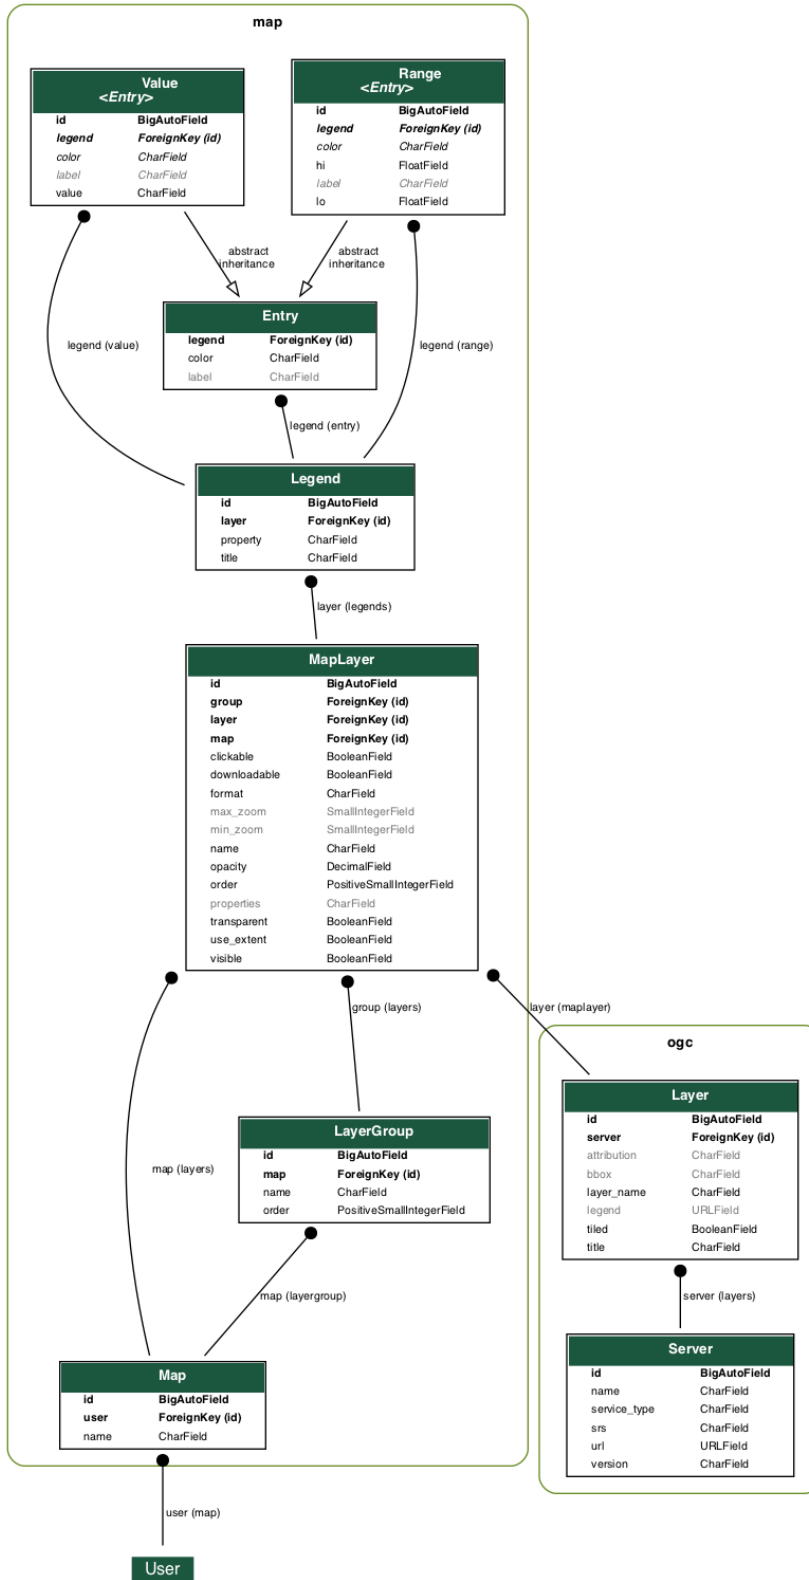 map
Value
<Entry>
id BigAutoField
legend ForeignKey (id)
color CharField
label CharField
value CharField
Range
<Entry>
id BigAutoField
legend ForeignKey (id)
color CharField
hi FloatField
label CharField
lo FloatField
abstract
inheritance
abstract
inheritance
Entry
legend ForeignKey (id)
color CharField
label CharField
legend (value)
legend (range)
legend (entry)
Legend
id BigAutoField
layer ForeignKey (id)
property CharField
title CharField
layer (legends)
MapLayer
id BigAutoField
group ForeignKey (id)
layer ForeignKey (id)
map ForeignKey (id)
clickable BooleanField
downloadable BooleanField
format CharField
max_zoom SmallIntegerField
min_zoom SmallIntegerField
name CharField
opacity DecimalField
order PositiveSmallIntegerField
properties CharField
transparent BooleanField
use_extent BooleanField
visible BooleanField
group (layers)
layer (maplayer)
ogc
Layer
id BigAutoField
server ForeignKey (id)
attribution CharField
bbox CharField
layer_name CharField
legend URLField
tiled BooleanField
title CharField
LayerGroup
id BigAutoField
map ForeignKey (id)
name CharField
order PositiveSmallIntegerField
map (layers)
map (layergroup)
server (layers)
Server
id BigAutoField
name CharField
service_type CharField
srs CharField
url URLField
version CharField
Map
id BigAutoField
user ForeignKey (id)
name CharField
user (map)
User